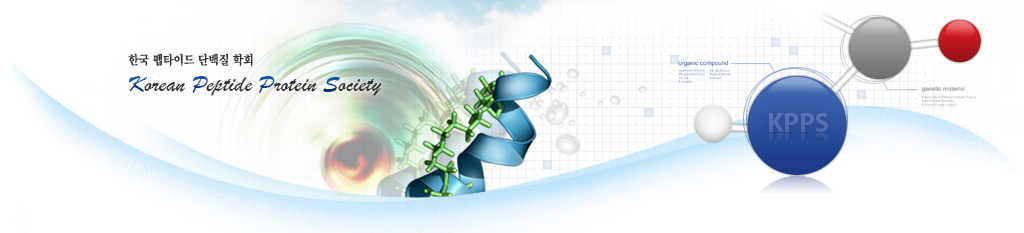 한국 펩타이드 단백질 학회
Korean Peptide Protein Society
organic.compound
genetic.material
KPPS